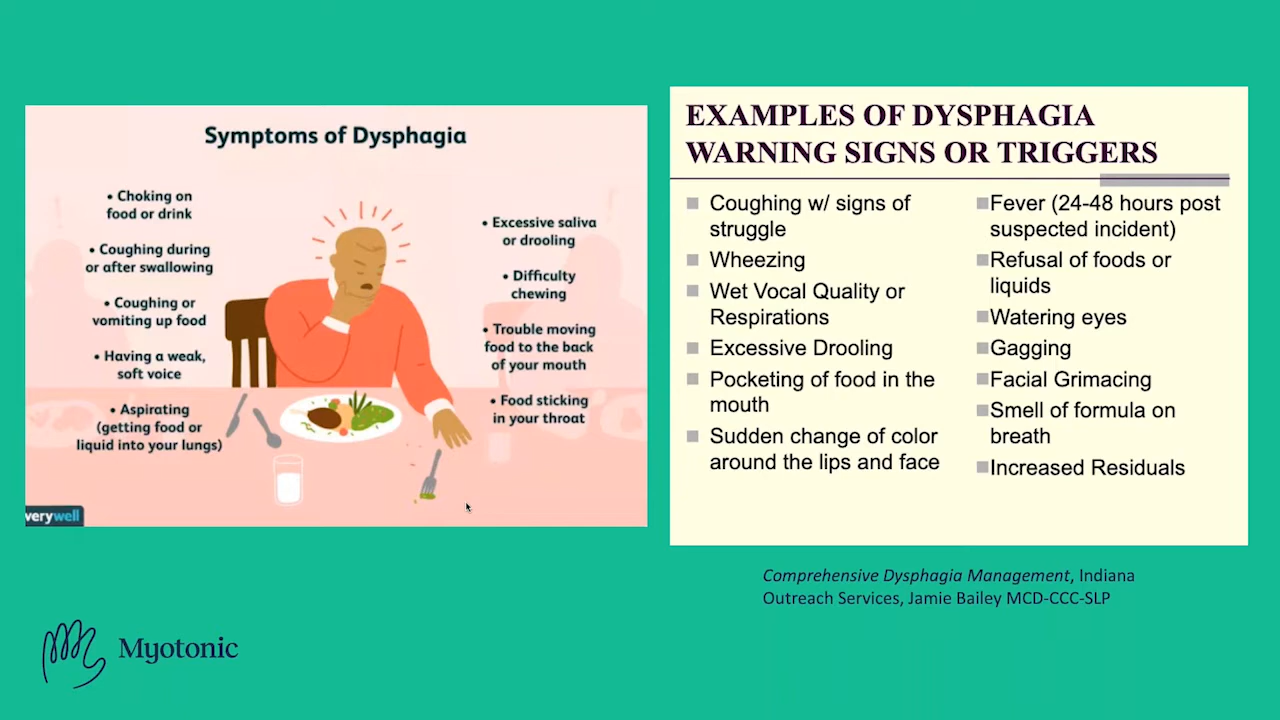 Symptoms of Dysphagia
• Choking on
food or drink
• Coughing during
or after swallowing
• Coughing or
vomiting up food
• Having a weak,
soft voice
• Aspirating
(getting food or
liquid into your lungs)
• Excessive saliva
or drooling
• Difficulty
chewing
• Trouble moving
food to the back
of your mouth
• Food sticking
in your throat
verywell
EXAMPLES OF DYSPHAGIA
WARNING SIGNS OR TRIGGERS
Coughing w/ signs of
struggle
Wheezing
Wet Vocal Quality or
Respirations
Excessive Drooling
Pocketing of food in the
mouth
Sudden change of color
around the lips and face
Fever (24-48 hours post
suspected incident)
Refusal of foods or
liquids
Watering eyes
Gagging
Facial Grimacing
Smell of formula on
breath
Increased Residuals
Comprehensive Dysphagia Management, Indiana
Outreach Services, Jamie Bailey MCD-CCC-SLP
Myotonic